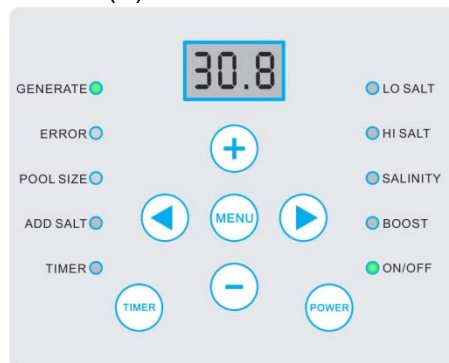 30.8
GENERATE
LO SALT
ERROR
HI SALT
+
POOL SIZE
SALINITY
MENU
ADD SALT
BOOST
TIMER
ON/OFF
−
TIMER
POWER